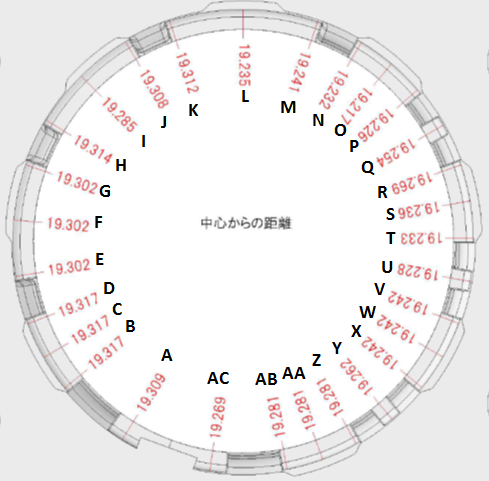 中心からの距離
A 19.309
B 19.317
C 19.317
D 19.317
E 19.302
F 19.302
G 19.302
H 19.314
I 19.285
J 19.308
K 19.312
L 19.235
M 19.241
N 19.232
O 19.217
P 19.226
Q 19.254
R 19.269
S 19.236
T 19.233
U 19.228
V 19.242
W 19.242
X 19.242
Y 19.262
Z 19.281
AA 19.281
AB 19.281
AC 19.269